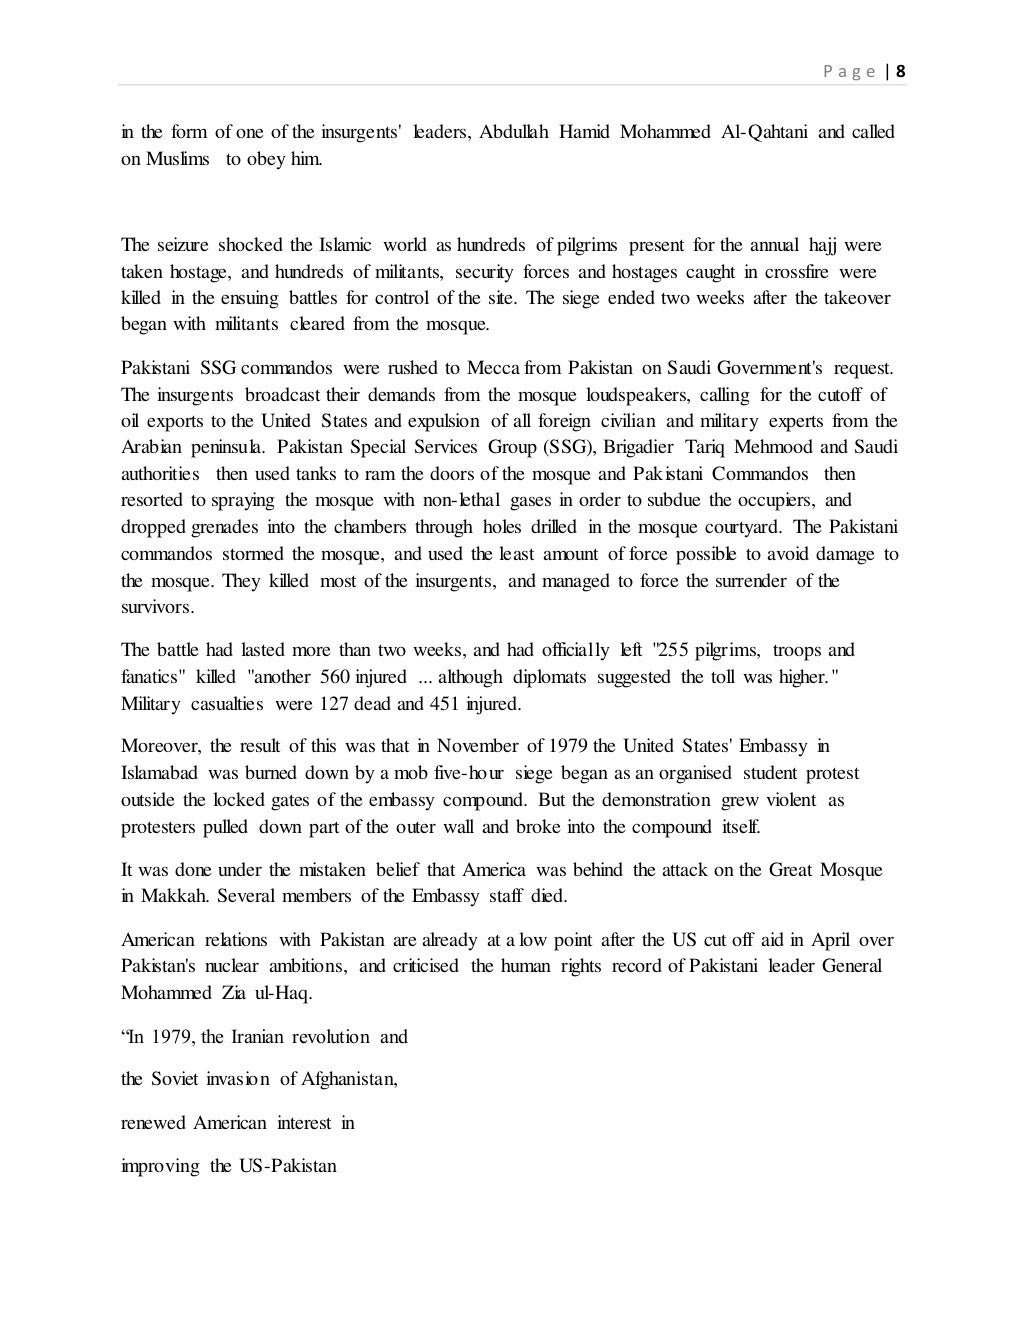 Page | 8
in the form of one of the insurgents' leaders, Abdullah Hamid Mohammed Al-Qahtani and called
on Muslims to obey him.
The seizure shocked the Islamic world as hundreds of pilgrims present for the annual hajj were
taken hostage, and hundreds of militants, security forces and hostages caught in crossfire were
killed in the ensuing battles for control of the site. The siege ended two weeks after the takeover
began with militants cleared from the mosque.
Pakistani SSG commandos were rushed to Mecca from Pakistan on Saudi Government's request.
The insurgents broadcast their demands from the mosque loudspeakers, calling for the cutoff of
oil exports to the United States and expulsion of all foreign civilian and military experts from the
Arabian peninsula. Pakistan Special Services Group (SSG), Brigadier Tariq Mehmood and Saudi
authorities then used tanks to ram the doors of the mosque and Pakistani Commandos then
resorted to spraying the mosque with non-lethal gases in order to subdue the occupiers, and
dropped grenades into the chambers through holes drilled in the mosque courtyard. The Pakistani
commandos stormed the mosque, and used the least amount of force possible to avoid damage to
the mosque. They killed most of the insurgents, and managed to force the surrender of the
survivors.
The battle had lasted more than two weeks, and had officially left "255 pilgrims, troops and
fanatics" killed "another 560 injured ... although diplomats suggested the toll was higher."
Military casualties were 127 dead and 451 injured.
Moreover, the result of this was that in November of 1979 the United States' Embassy in
Islamabad was burned down by a mob five-hour siege began as an organised student protest
outside the locked gates of the embassy compound. But the demonstration grew violent as
protesters pulled down part of the outer wall and broke into the compound itself.
It was done under the mistaken belief that America was behind the attack on the Great Mosque
in Makkah. Several members of the Embassy staff died.
American relations with Pakistan are already at a low point after the US cut off aid in April over
Pakistan's nuclear ambitions, and criticised the human rights record of Pakistani leader General
Mohammed Zia ul-Haq.
“In 1979, the Iranian revolution and
the Soviet invasion of Afghanistan,
renewed American interest in
improving the US-Pakistan